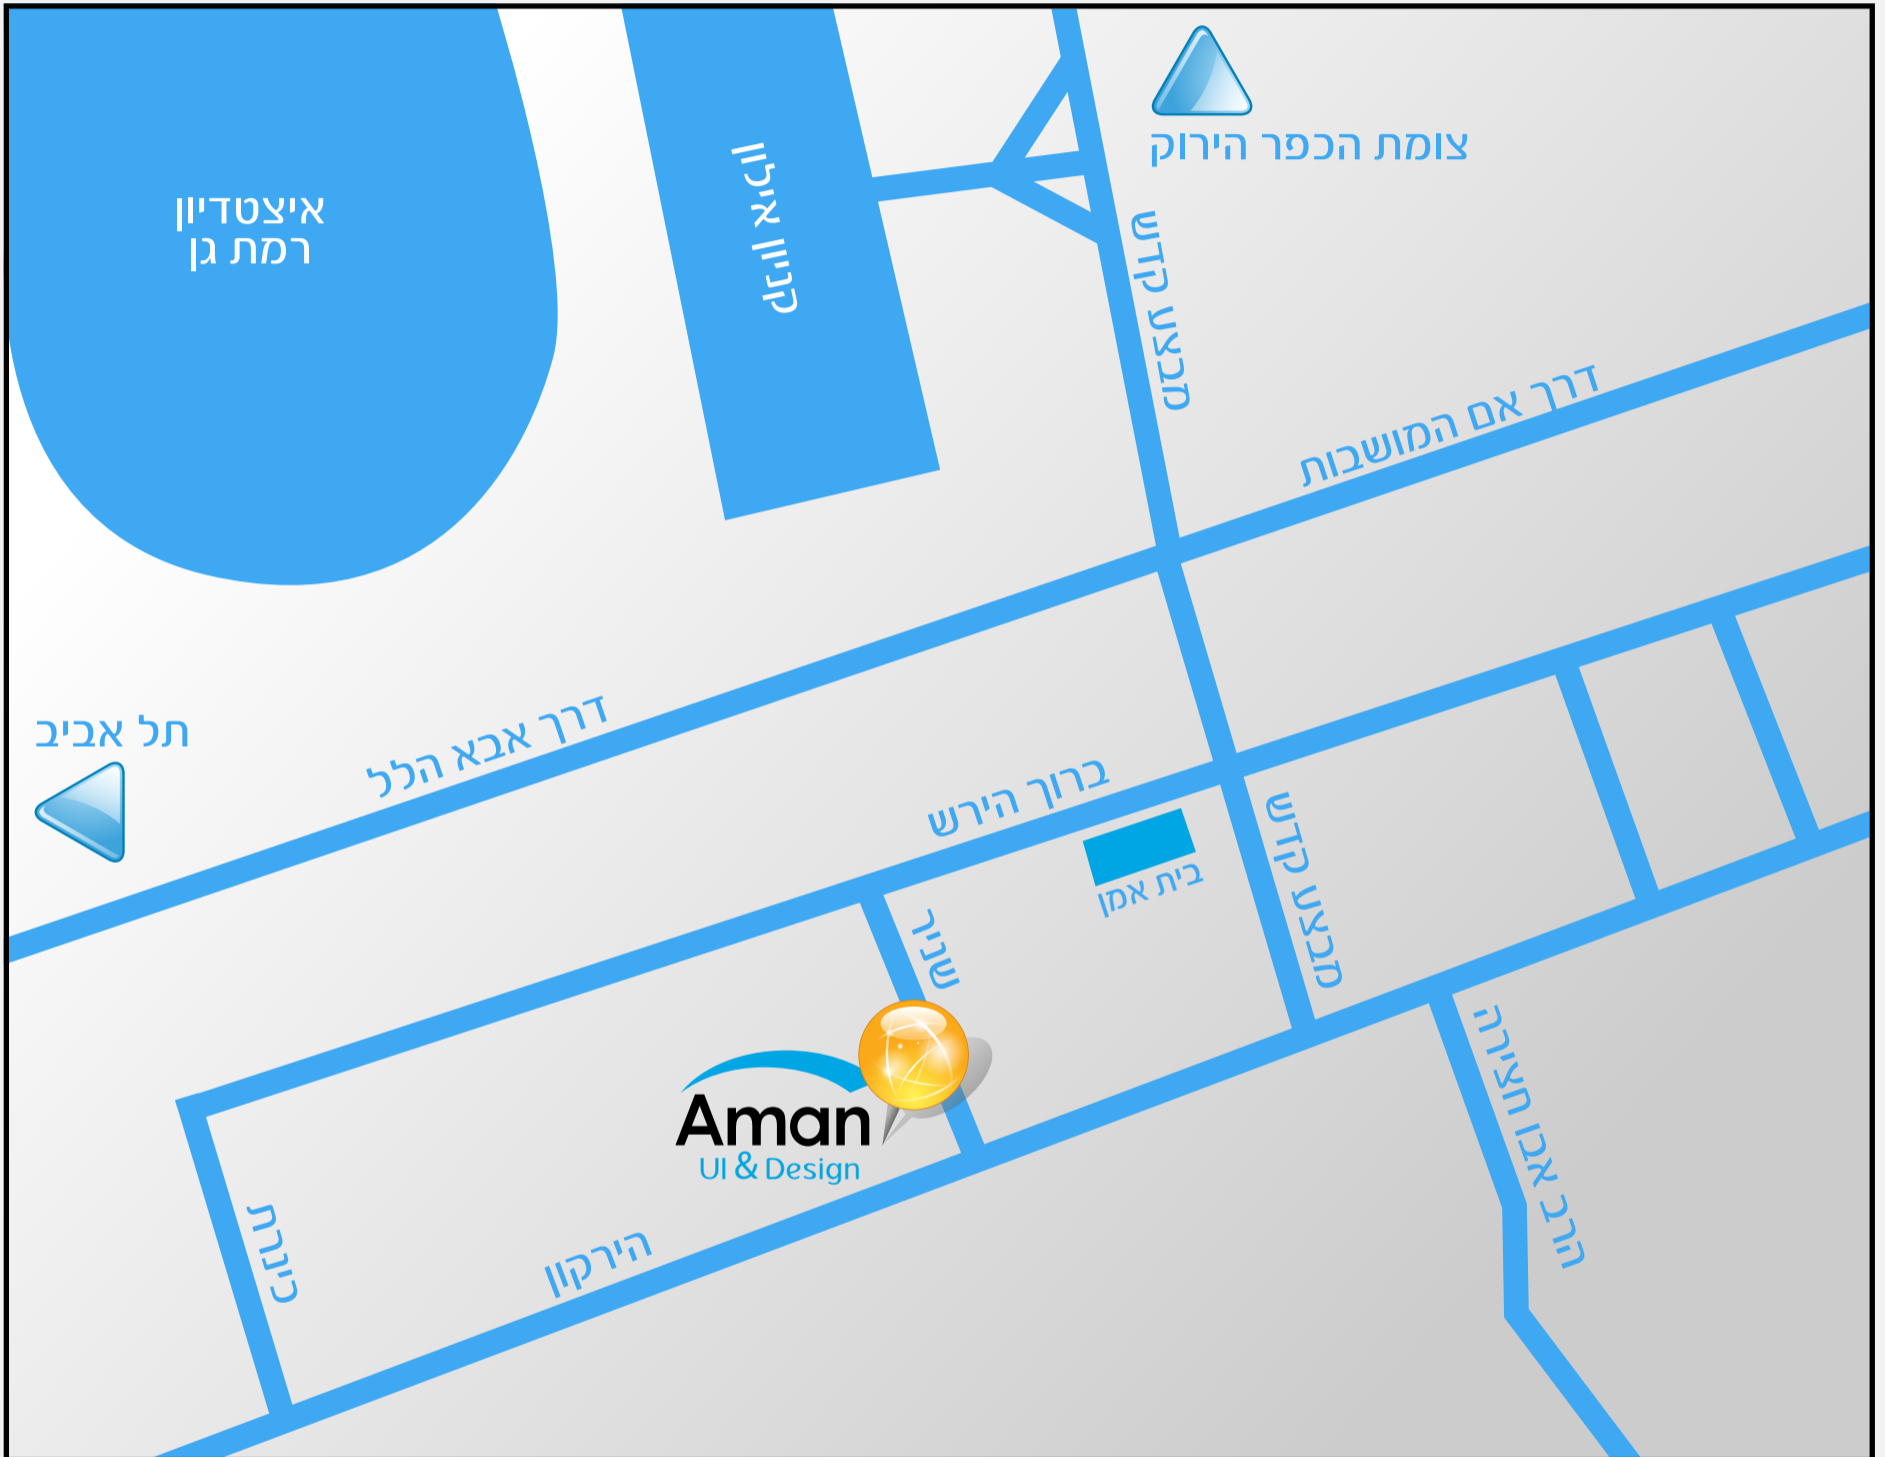 צומת הכפר הירוק
איצטדיון
רמת גן
קניון איילון
מבצע קדש
דרך אם המושבות
דרך אבא הלל
תל אביב
ברוך הירש
בית אמן
מבצע קדש
שניר
Aman
UI & Design
הרב אבו חצירה
הירקון
כינרת